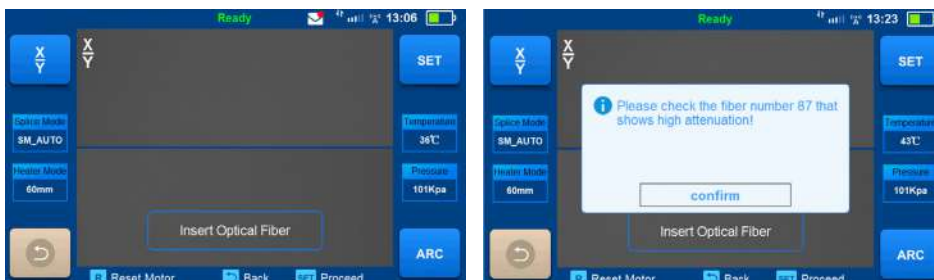 Ready 13:06
X
Y
X
Y
SET
Splice Mode
SM_AUTO
Temperature
36℃
Heater Mode
60mm
Pressure
101Kpa
Insert Optical Fiber
ARC
R Reset Motor Back SET Proceed
Ready 13:23
X
Y
X
Y
SET
Please check the fiber number 87 that
shows high attenuation!
Splice Mode
SM_AUTO
Temperature
43℃
Heater Mode
60mm
Pressure
101Kpa
confirm
Insert Optical Fiber
ARC
R Reset Motor Back SET Proceed